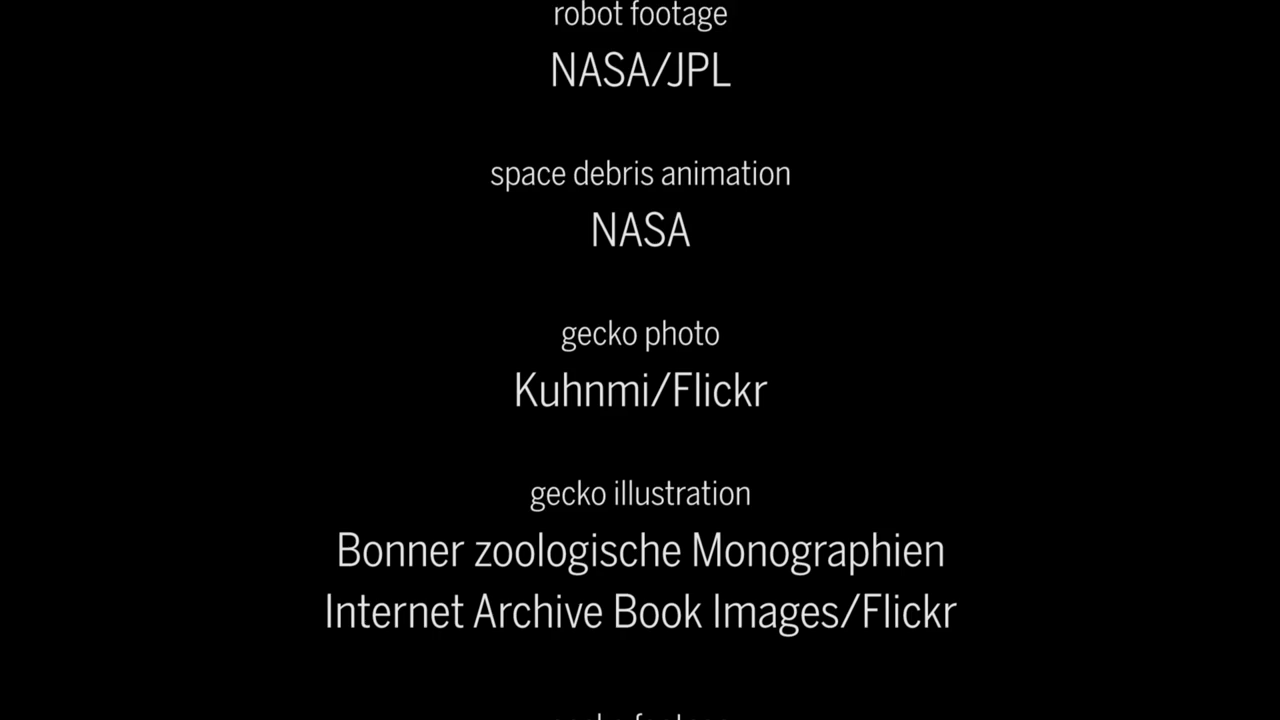 robot footage
NASA/JPL
space debris animation
NASA
gecko photo
Kuhnmi/Flickr
gecko illustration
Bonner zoologische Monographien
Internet Archive Book Images/Flickr